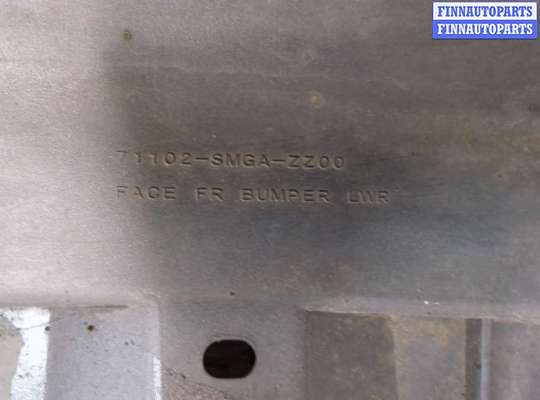 FINNAUTOPARTS
FINNAUTOPARTS
71102-SMGA-ZZ00
FACE FR BUMPER LWR